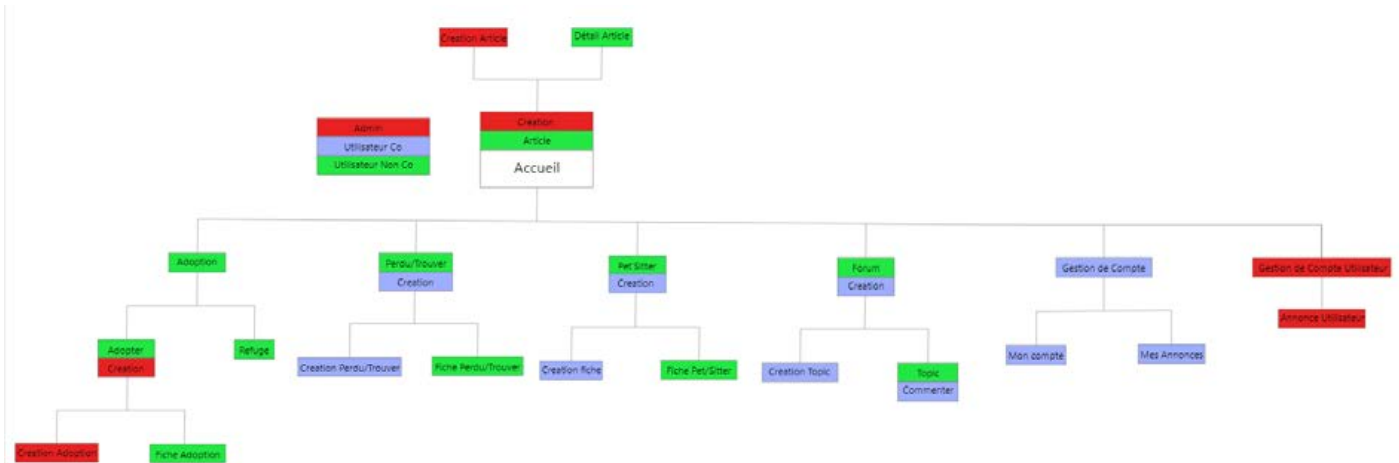 Creation Article
Détail Article
Admin
Utilisateur Co
Utilisateur Non Co
Creation
Article
Accueil
Adoption
Perdu/Trouver
Creation
Pet Sitter
Creation
Forum
Creation
Gestion de Compte
Gestion de Compte Utilisateur
Annonce Utilisateur
Adopter
Creation
Refuge
Creation Perdu/Trouver
Fiche Perdu/Trouver
Creation fiche
Fiche Pet/Sitter
Creation Topic
Topic
Commenter
Mon compte
Mes Annonces
Creation Adoption
Fiche Adoption